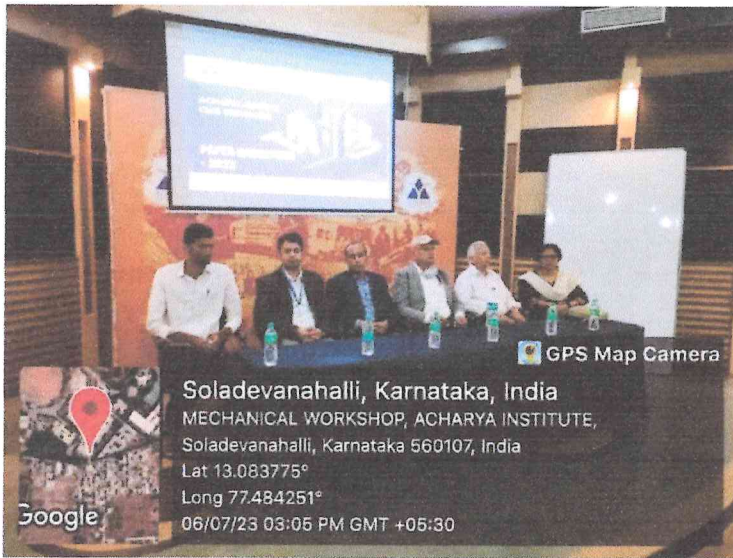 GPS Map Camera
Soladevanahalli, Karnataka, India
MECHANICAL WORKSHOP, ACHARYA INSTITUTE,
Soladevanahalli, Karnataka 560107, India
Lat 13.083775°
Long 77.484251°
06/07/23 03:05 PM GMT +05:30
Google